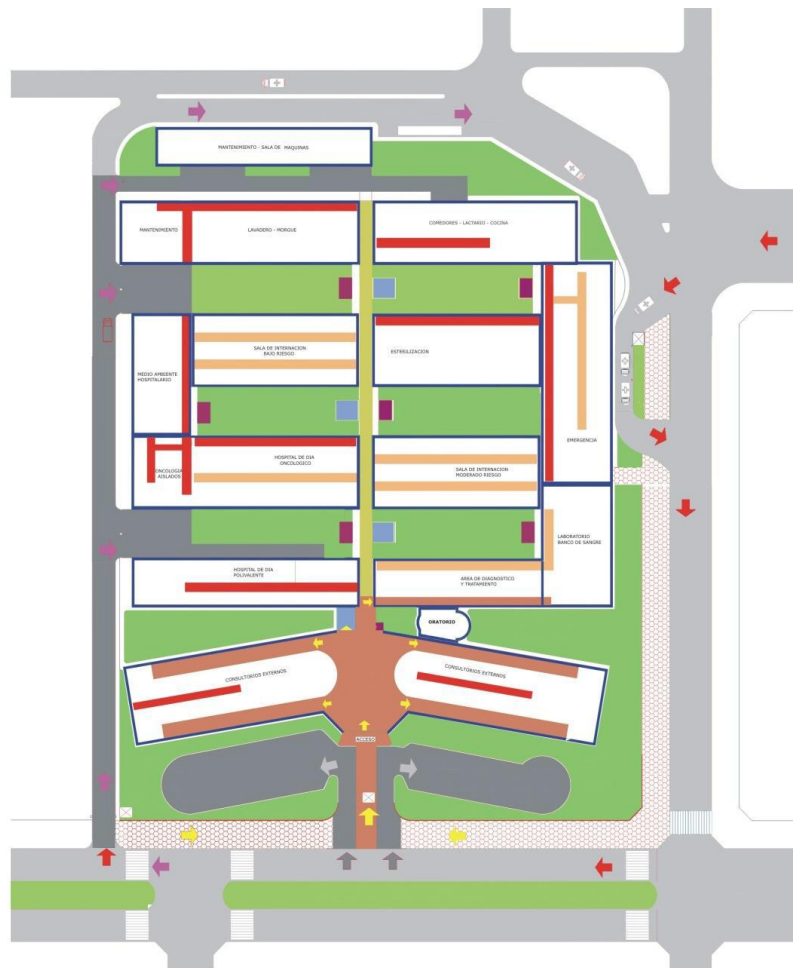 MANTENIMIENTO - SALA DE MAQUINAS
MANTENIMIENTO
LAVADERO - MORGUE
COMEDORES - LACTARIO - COCINA
SALA DE INTERNACION
BAJO RIESGO
ESTERILIZACION
MEDIO AMBIENTE
HOSPITALARIO
EMERGENCIA
HOSPITAL DE DIA
ONCOLOGICO
ONCOLOGIA
AISLADOS
SALA DE INTERNACION
MODERADO RIESGO
LABORATORIO
BANCO DE SANGRE
HOSPITAL DE DIA
POLIVALENTE
AREA DE DIAGNOSTICO
Y TRATAMIENTO
ORATORIO
CONSULTORIOS EXTERNOS
CONSULTORIOS EXTERNOS
ACCESO